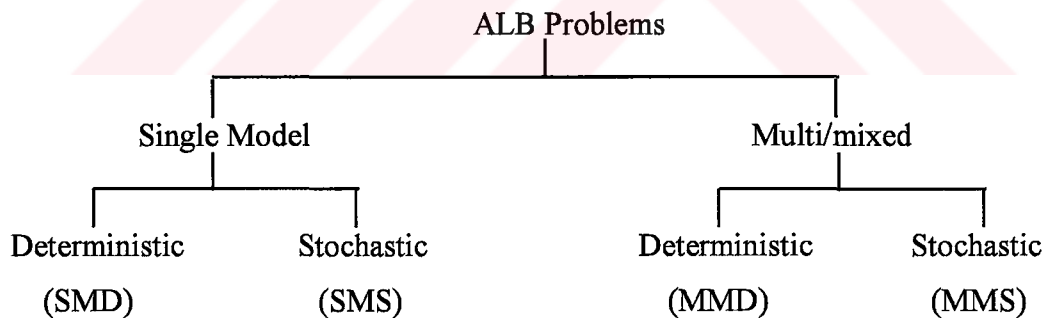 ALB Problems
Single Model Multi/mixed
Deterministic Stochastic Deterministic Stochastic
(SMD) (SMS) (MMD) (MMS)